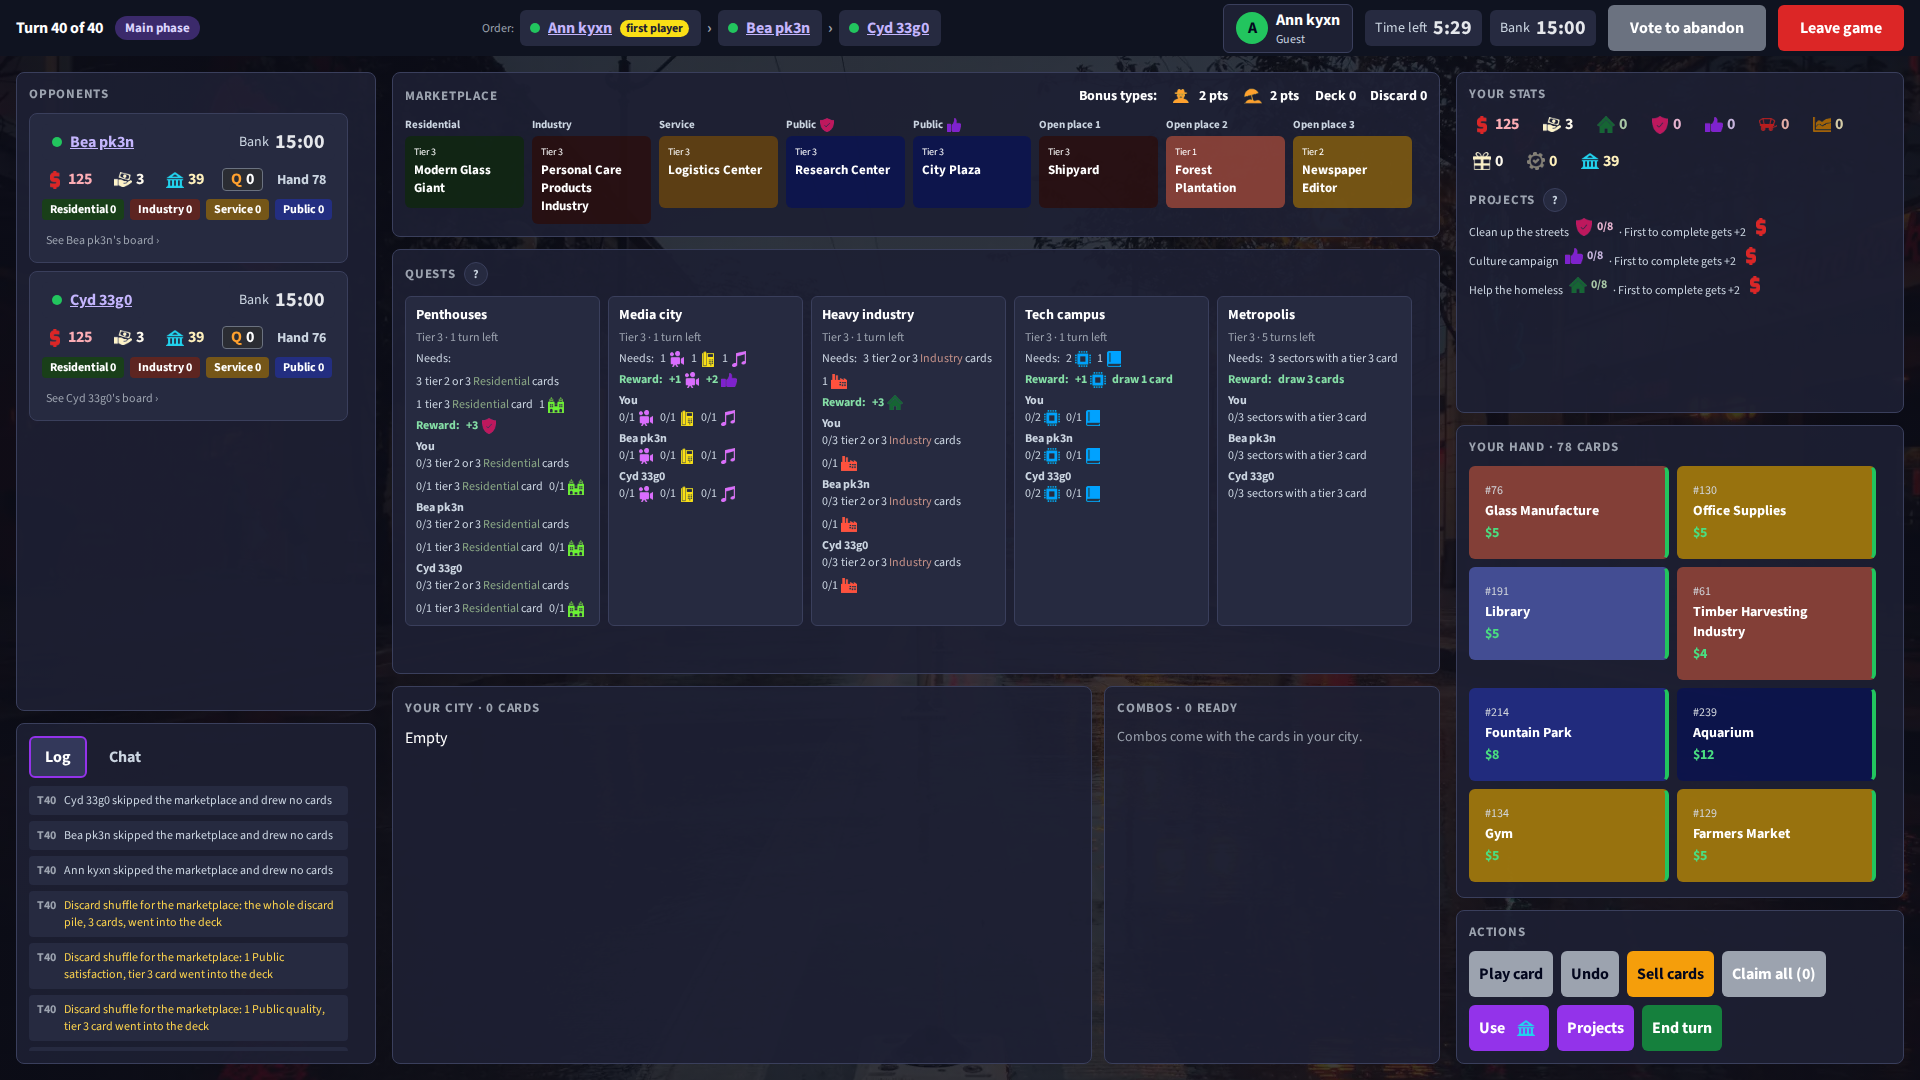 Turn 40 of 40
Main phase
Order:
Ann kyxn
first player
›
Bea pk3n
›
Cyd 33g0
A
Ann kyxn
Guest
Time left 5:29
Bank 15:00
Vote to abandon
Leave game
OPPONENTS
Bea pk3n
Bank 15:00
125
3
39
Q 0
Hand 78
Residential 0
Industry 0
Service 0
Public 0
See Bea pk3n's board ›
Cyd 33g0
Bank 15:00
125
3
39
Q 0
Hand 76
Residential 0
Industry 0
Service 0
Public 0
See Cyd 33g0's board ›
Log
Chat
T40 Cyd 33g0 skipped the marketplace and drew no cards
T40 Bea pk3n skipped the marketplace and drew no cards
T40 Ann kyxn skipped the marketplace and drew no cards
T40 Discard shuffle for the marketplace: the whole discard
pile, 3 cards, went into the deck
T40 Discard shuffle for the marketplace: 1 Public
satisfaction, tier 3 card went into the deck
T40 Discard shuffle for the marketplace: 1 Public quality,
tier 3 card went into the deck
MARKETPLACE
Bonus types:
2 pts
2 pts
Deck 0
Discard 0
Residential
Tier 3
Modern Glass
Giant
Industry
Tier 3
Personal Care
Products
Industry
Service
Tier 3
Logistics Center
Public
Tier 3
Research Center
Public
Tier 3
City Plaza
Open place 1
Tier 3
Shipyard
Open place 2
Tier 1
Forest
Plantation
Open place 3
Tier 2
Newspaper
Editor
QUESTS
?
Penthouses
Tier 3 · 1 turn left
Needs:
3 tier 2 or 3 Residential cards
1 tier 3 Residential card 1
Reward: +3
You
0/3 tier 2 or 3 Residential cards
0/1 tier 3 Residential card 0/1
Bea pk3n
0/3 tier 2 or 3 Residential cards
0/1 tier 3 Residential card 0/1
Cyd 33g0
0/3 tier 2 or 3 Residential cards
0/1 tier 3 Residential card 0/1
Media city
Tier 3 · 1 turn left
Needs: 1 1 1
Reward: +1 +2
You
0/1 0/1 0/1
Bea pk3n
0/1 0/1 0/1
Cyd 33g0
0/1 0/1 0/1
Heavy industry
Tier 3 · 1 turn left
Needs: 3 tier 2 or 3 Industry cards
1
Reward: +3
You
0/3 tier 2 or 3 Industry cards
0/1
Bea pk3n
0/3 tier 2 or 3 Industry cards
0/1
Cyd 33g0
0/3 tier 2 or 3 Industry cards
0/1
Tech campus
Tier 3 · 1 turn left
Needs: 2 1
Reward: +1 draw 1 card
You
0/2 0/1
Bea pk3n
0/2 0/1
Cyd 33g0
0/2 0/1
Metropolis
Tier 3 · 5 turns left
Needs: 3 sectors with a tier 3 card
Reward: draw 3 cards
You
0/3 sectors with a tier 3 card
Bea pk3n
0/3 sectors with a tier 3 card
Cyd 33g0
0/3 sectors with a tier 3 card
YOUR CITY · 0 CARDS
Empty
COMBOS · 0 READY
Combos come with the cards in your city.
YOUR STATS
125
3
0
0
0
0
0
0
0
39
PROJECTS
?
Clean up the streets 0/8 · First to complete gets +2
Culture campaign 0/8 · First to complete gets +2
Help the homeless 0/8 · First to complete gets +2
YOUR HAND · 78 CARDS
#76
Glass Manufacture
$5
#130
Office Supplies
$5
#191
Library
$5
#61
Timber Harvesting
Industry
$4
#214
Fountain Park
$8
#239
Aquarium
$12
#134
Gym
$5
#129
Farmers Market
$5
ACTIONS
Play card
Undo
Sell cards
Claim all (0)
Use
Projects
End turn